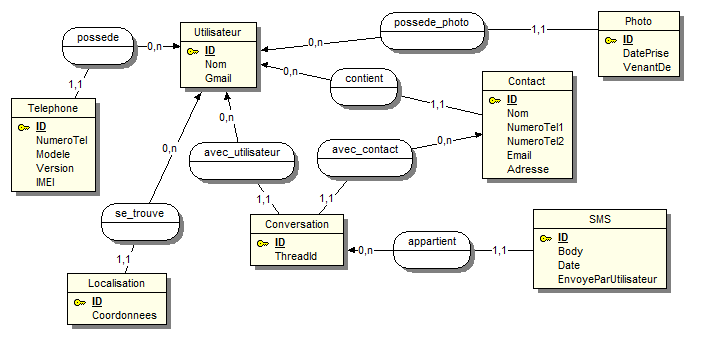 possede
0,n
1,1
Utilisateur
ID
Nom
Gmail
possede_photo
0,n
1,1
Photo
ID
DatePrise
VenantDe
contient
0,n
1,1
Contact
ID
Nom
NumeroTel1
NumeroTel2
Email
Adresse
Telephone
ID
NumeroTel
Modele
Version
IMEI
0,n
se_trouve
1,1
Localisation
ID
Coordonnees
0,n
avec_utilisateur
1,1
avec_contact
0,n
1,1
Conversation
ID
ThreadId
appartient
0,n
1,1
SMS
ID
Body
Date
EnvoyeParUtilisateur